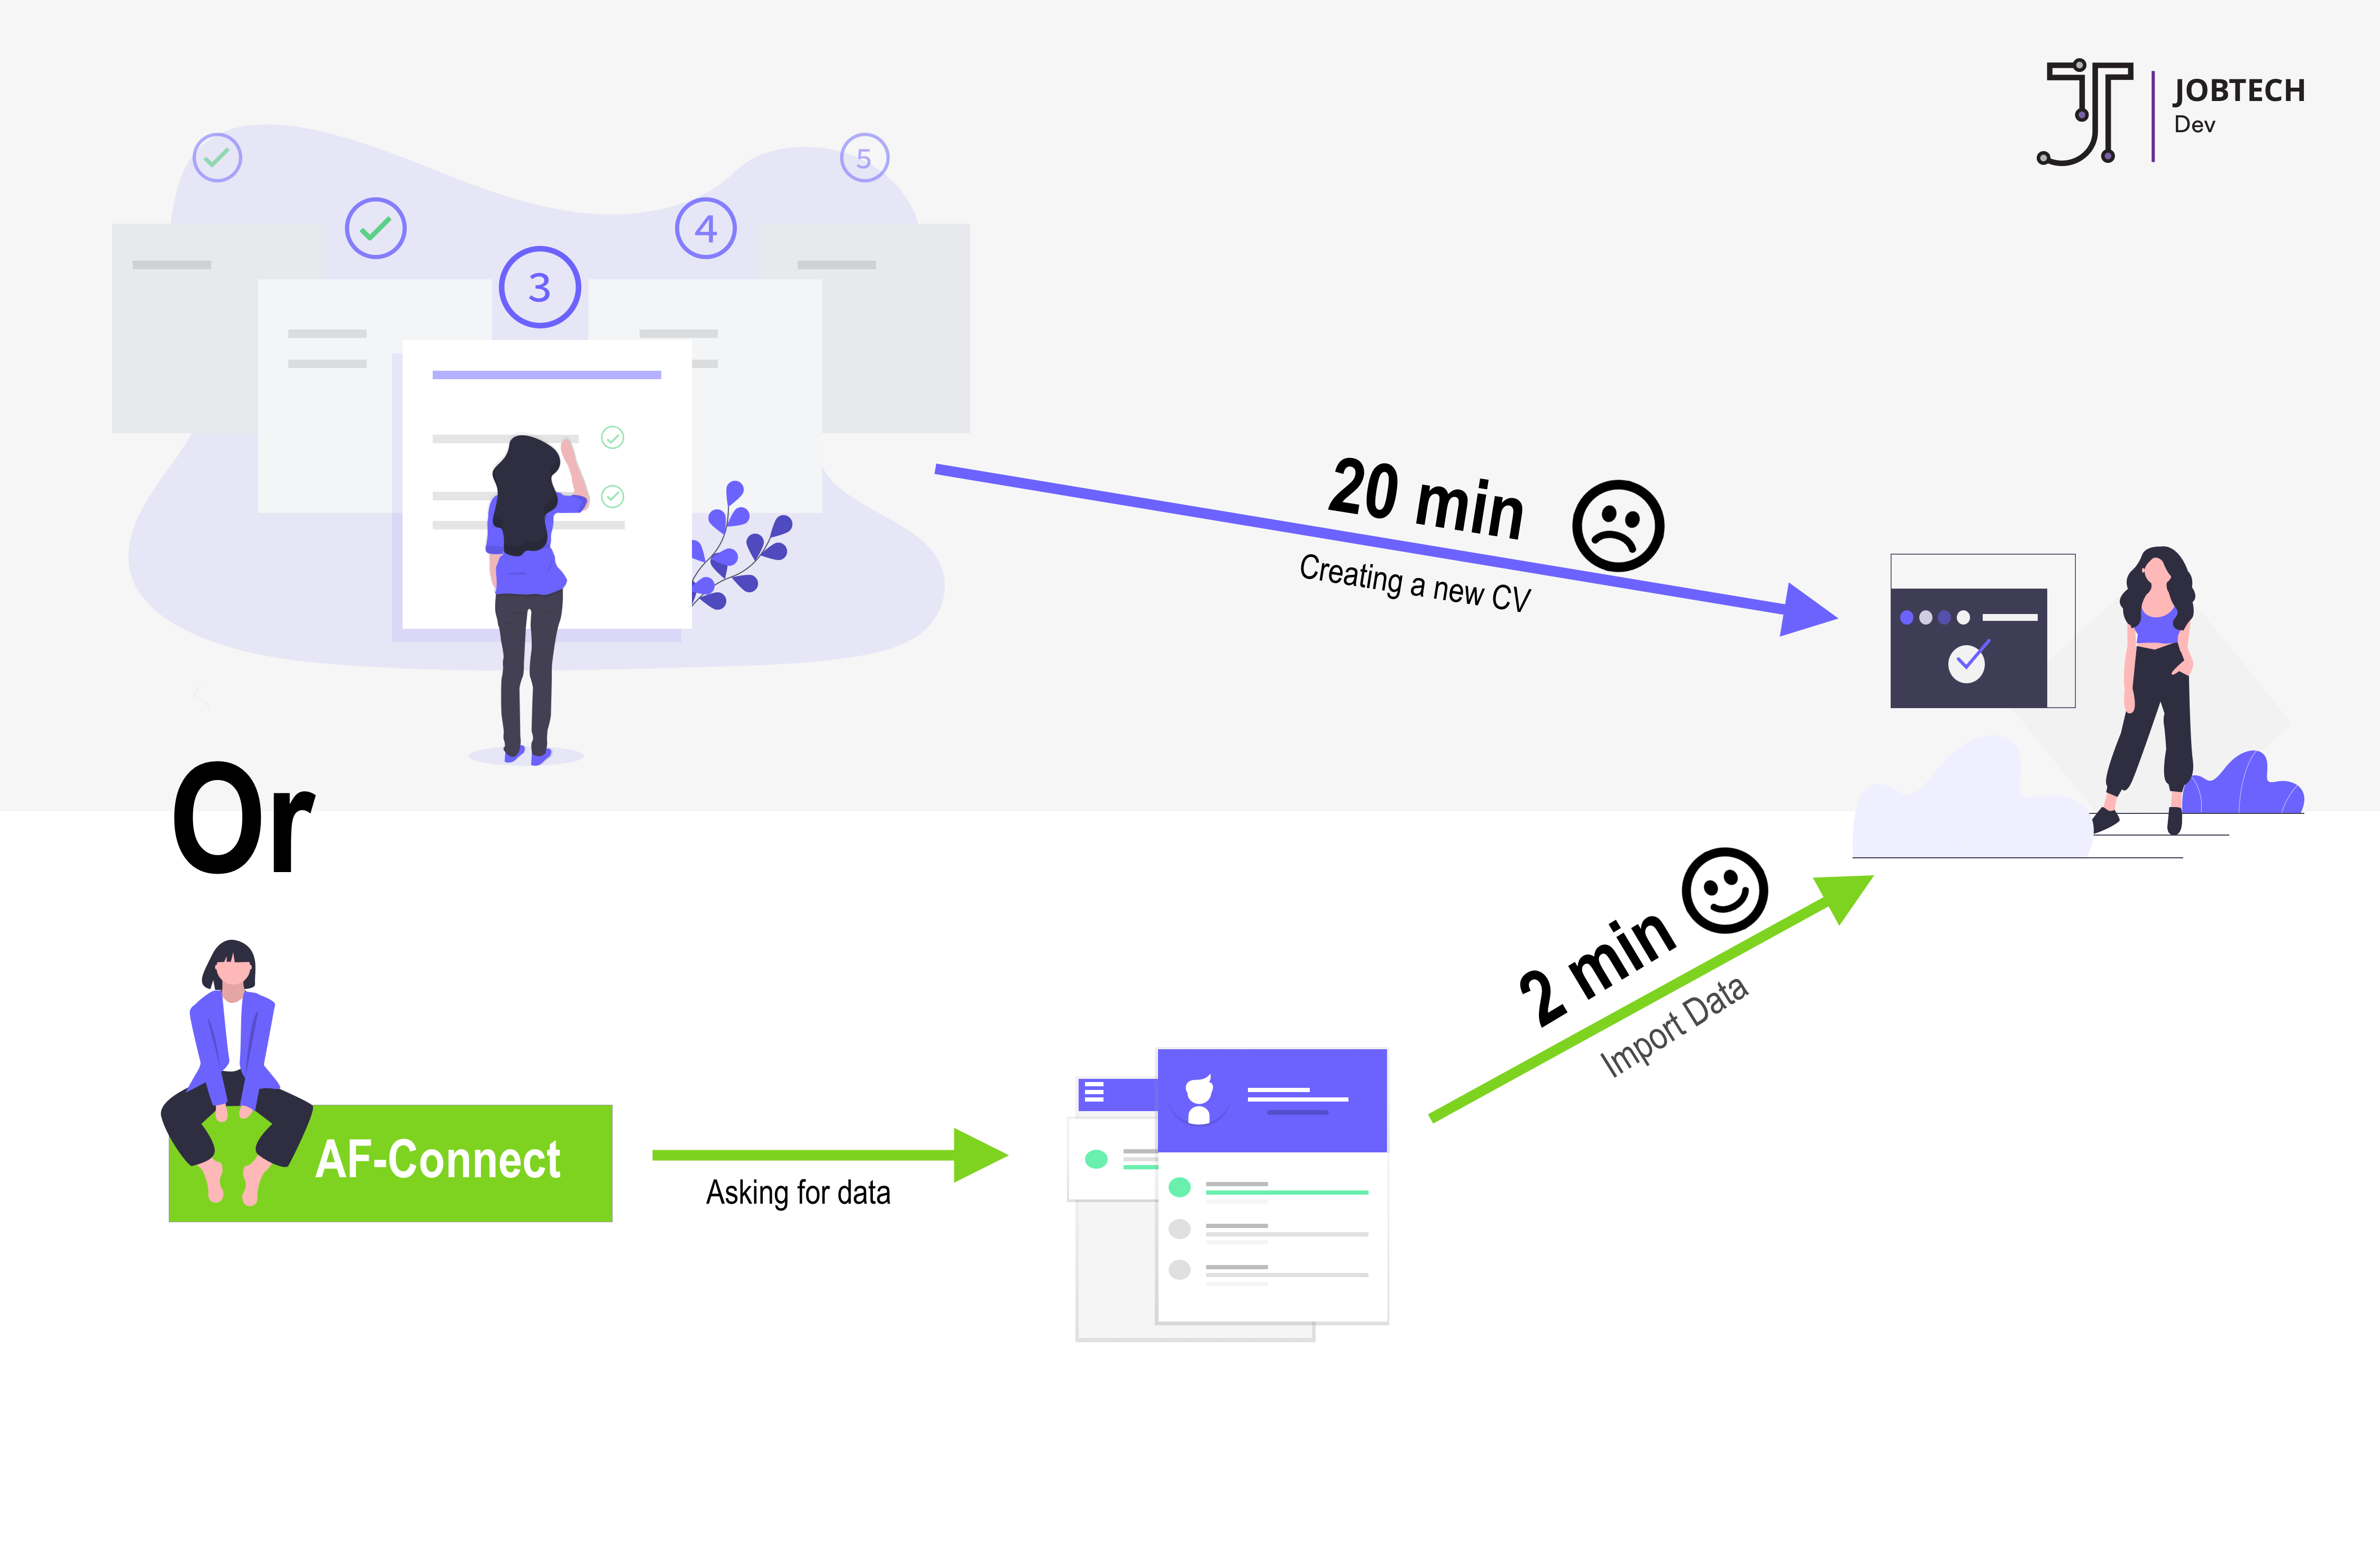 JOBTECH
Dev
5
4
3
20 min
Creating a new CV
Or
2 min
Import Data
AF-Connect
Asking for data